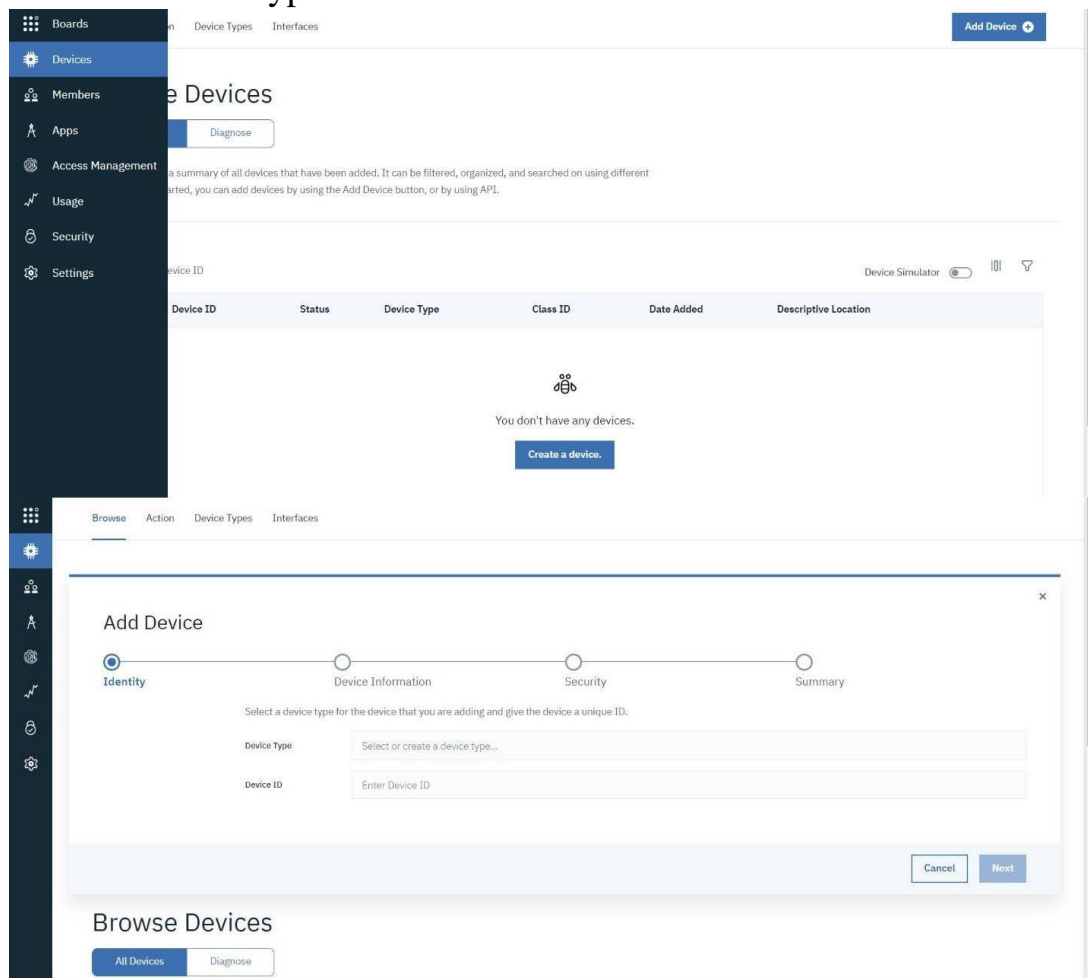 Boards
Device Types Interfaces
Add Device
Devices
Members
e Devices
Apps
Diagnose
Access Management
a summary of all devices that have been added. It can be filtered, organized, and searched on using different
arted, you can add devices by using the Add Device button, or by using API.
Usage
Security
Settings
evice ID
Device Simulator
Device ID Status Device Type Class ID Date Added Descriptive Location
You don't have any devices.
Create a device.
Browse Action Device Types Interfaces
Add Device
Identity Device Information Security Summary
Select a device type for the device that you are adding and give the device a unique ID.
Device Type Select or create a device type...
Device ID Enter Device ID
Cancel Next
Browse Devices
All Devices Diagnose